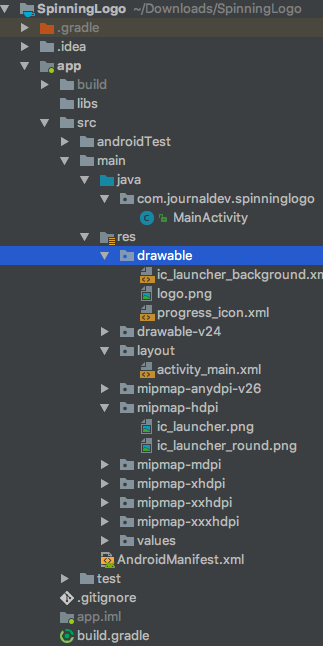 SpinningLogo ~/Downloads/SpinningLogo
.gradle
.idea
app
build
libs
src
androidTest
main
java
com.journaldev.spinninglogo
MainActivity
res
drawable
ic_launcher_background.xm
logo.png
progress_icon.xml
drawable-v24
layout
activity_main.xml
mipmap-anydpi-v26
mipmap-hdpi
ic_launcher.png
ic_launcher_round.png
mipmap-mdpi
mipmap-xhdpi
mipmap-xxhdpi
mipmap-xxxhdpi
values
AndroidManifest.xml
test
.gitignore
app.iml
build.gradle